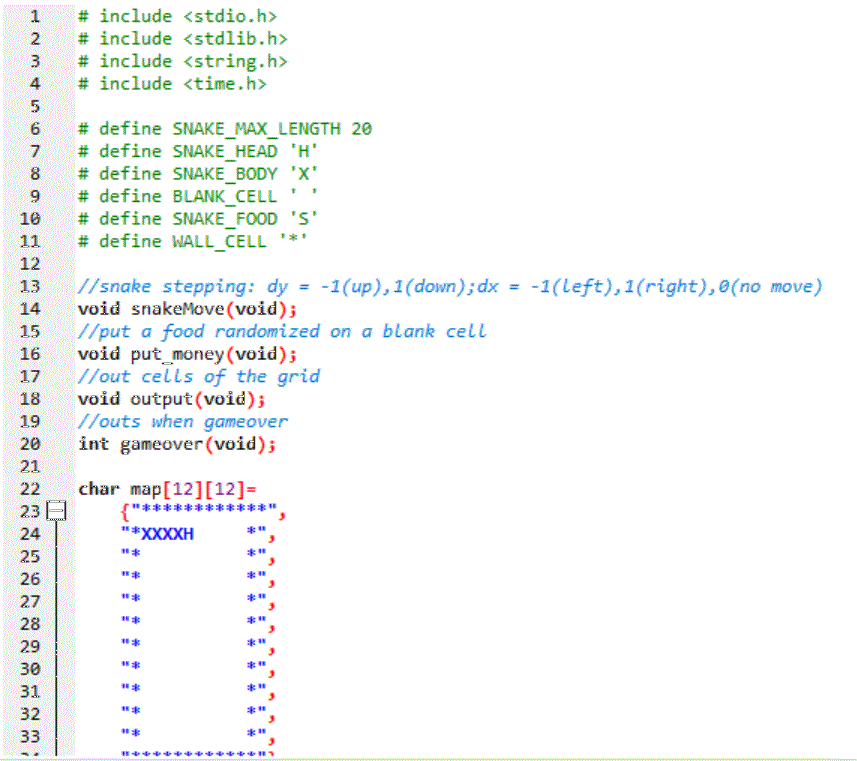 1 # include <stdio.h>
2 # include <stdlib.h>
3 # include <string.h>
4 # include <time.h>
5
6 # define SNAKE_MAX_LENGTH 20
7 # define SNAKE_HEAD 'H'
8 # define SNAKE_BODY 'X'
9 # define BLANK_CELL ' '
10 # define SNAKE_FOOD 'S'
11 # define WALL_CELL '*'
12
13 //snake stepping: dy = -1(up),1(down);dx = -1(left),1(right),0(no move)
14 void snakeMove(void);
15 //put a food randomized on a blank cell
16 void put_money(void);
17 //out cells of the grid
18 void output(void);
19 //outs when gameover
20 int gameover(void);
21
22 char map[12][12]=
23 {"************",
24 "*XXXXH     *",
25 "*          *",
26 "*          *",
27 "*          *",
28 "*          *",
29 "*          *",
30 "*          *",
31 "*          *",
32 "*          *",
33 "*          *",